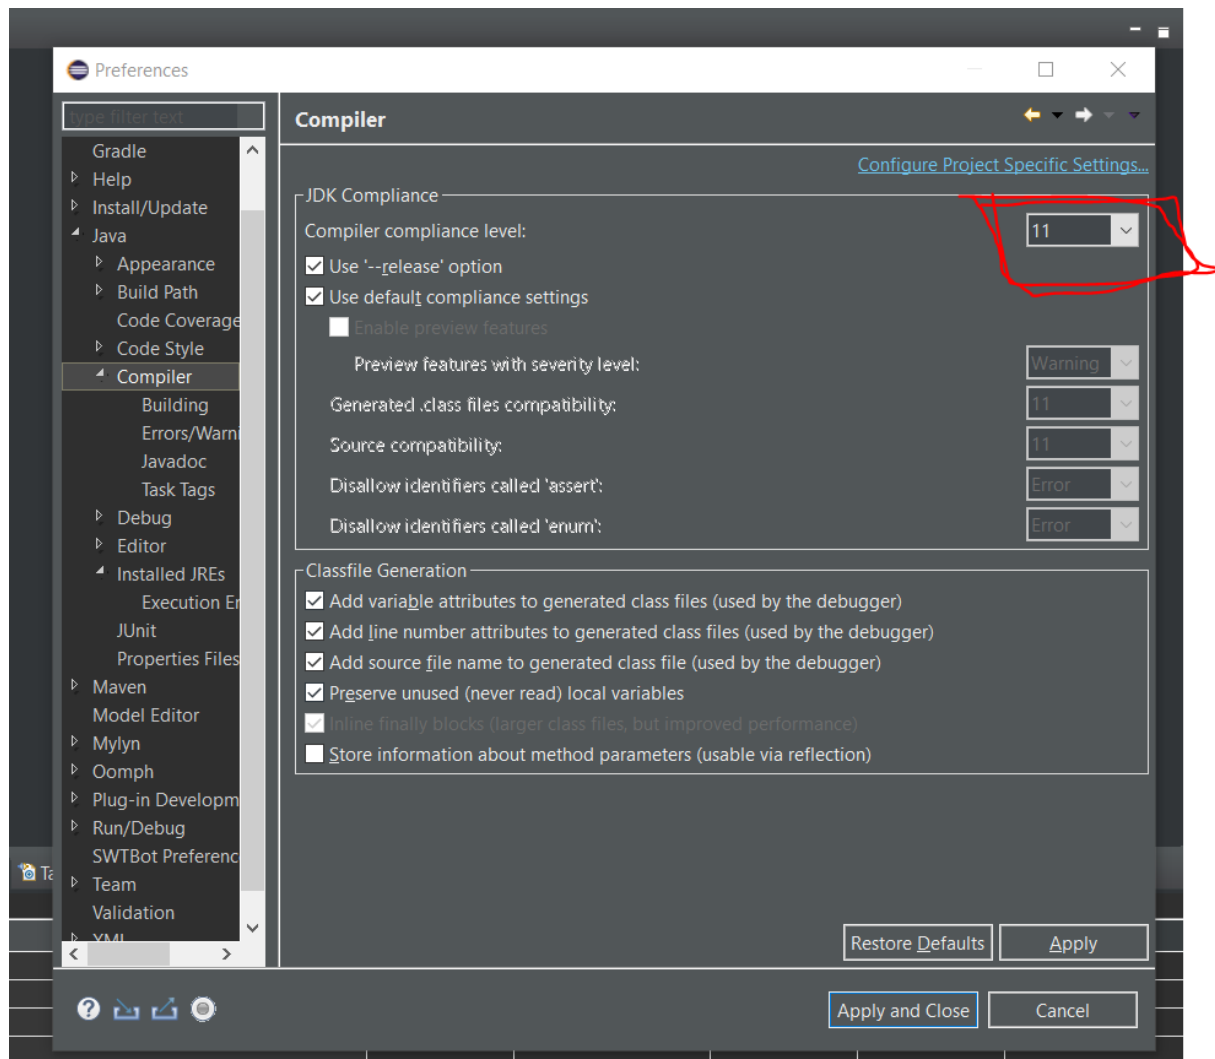 Preferences
type filter text
Compiler
Configure Project Specific Settings...
Gradle
Help
Install/Update
Java
Appearance
Build Path
Code Coverage
Code Style
Compiler
Building
Errors/Warni
Javadoc
Task Tags
Debug
Editor
Installed JREs
Execution En
JUnit
Properties Files
Maven
Model Editor
Mylyn
Oomph
Plug-in Developm
Run/Debug
SWTBot Preferenc
Team
Validation
XML
JDK Compliance
Compiler compliance level:
11
Use '--release' option
Use default compliance settings
Enable preview features
Preview features with severity level:
Warning
Generated .class files compatibility:
11
Source compatibility:
11
Disallow identifiers called 'assert':
Error
Disallow identifiers called 'enum':
Error
Classfile Generation
Add variable attributes to generated class files (used by the debugger)
Add line number attributes to generated class files (used by the debugger)
Add source file name to generated class file (used by the debugger)
Preserve unused (never read) local variables
Inline finally blocks (larger class files, but improved performance)
Store information about method parameters (usable via reflection)
Restore Defaults
Apply
Ta
?
Apply and Close
Cancel